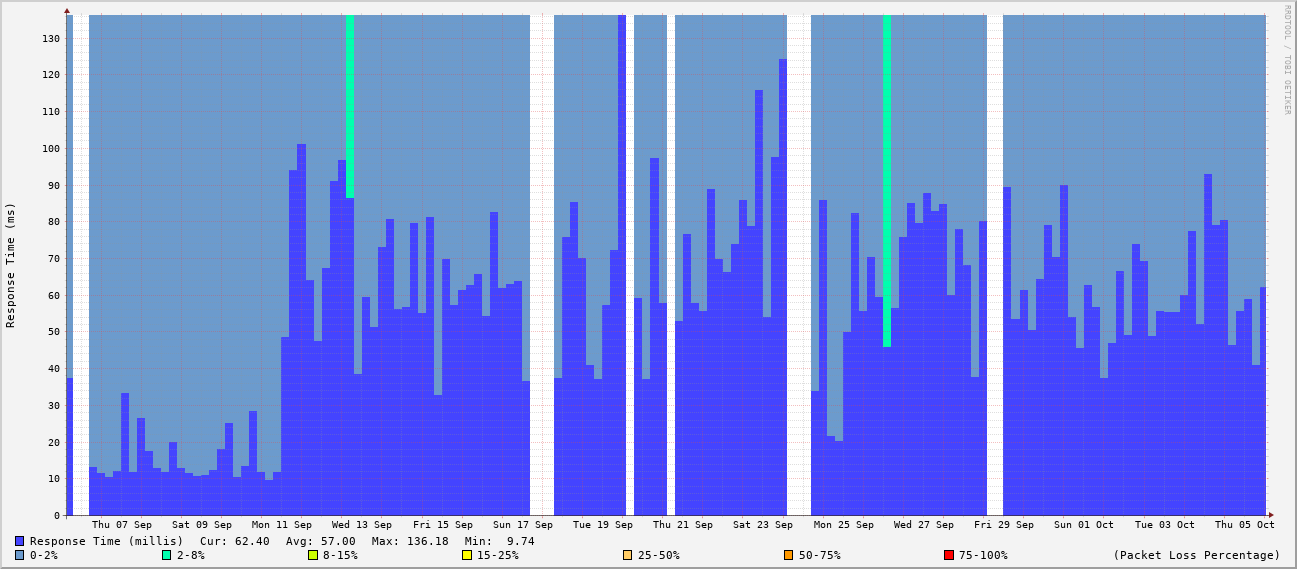 RRDTOOL / TOBI OETIKER
Response Time (ms)
130
120
110
100
90
80
70
60
50
40
30
20
10
0
Thu 07 Sep Sat 09 Sep Mon 11 Sep Wed 13 Sep Fri 15 Sep Sun 17 Sep Tue 19 Sep Thu 21 Sep Sat 23 Sep Mon 25 Sep Wed 27 Sep Fri 29 Sep Sun 01 Oct Tue 03 Oct Thu 05 Oct
Response Time (millis) Cur: 62.40 Avg: 57.00 Max: 136.18 Min: 9.74
0-2% 2-8% 8-15% 15-25% 25-50% 50-75% 75-100% (Packet Loss Percentage)